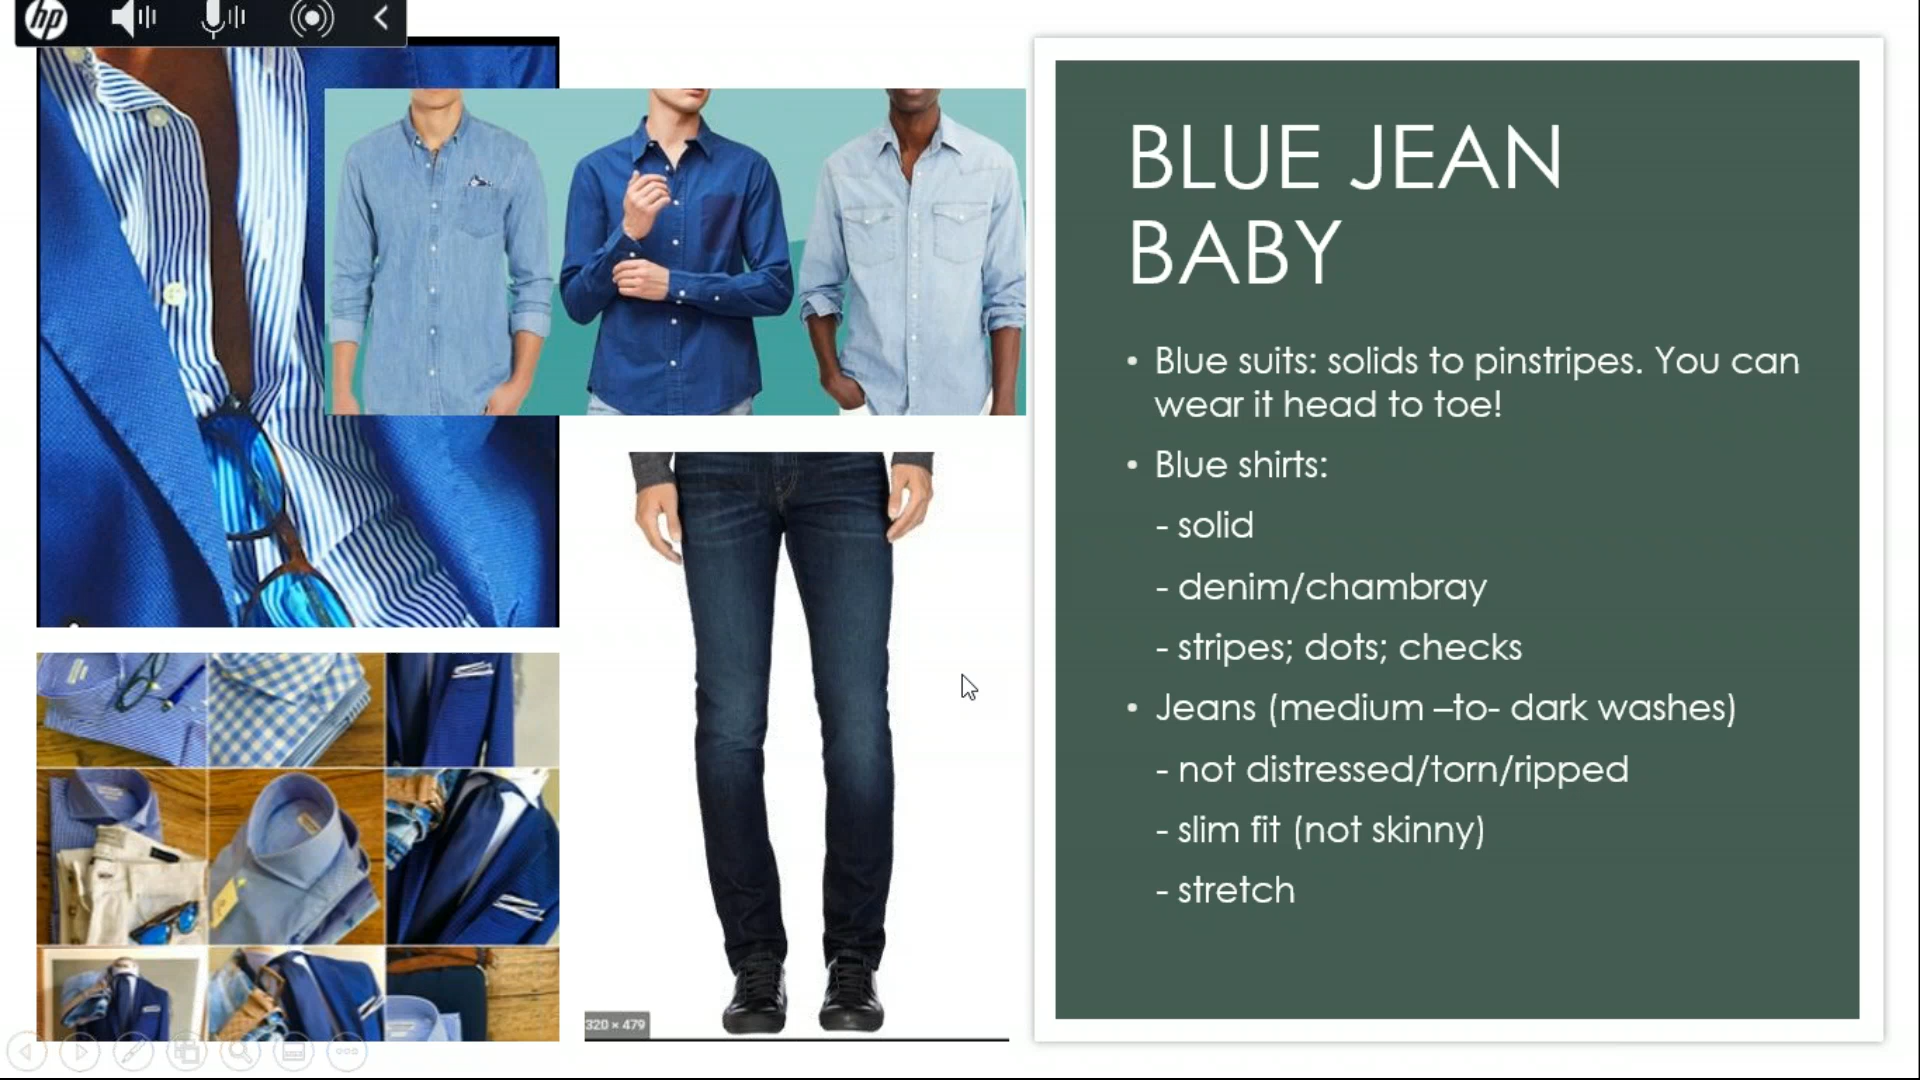 hp
BLUE JEAN
BABY
• Blue suits: solids to pinstripes. You can
wear it head to toe!
• Blue shirts:
- solid
- denim/chambray
- stripes; dots; checks
• Jeans (medium –to- dark washes)
- not distressed/torn/ripped
- slim fit (not skinny)
- stretch
320 × 479